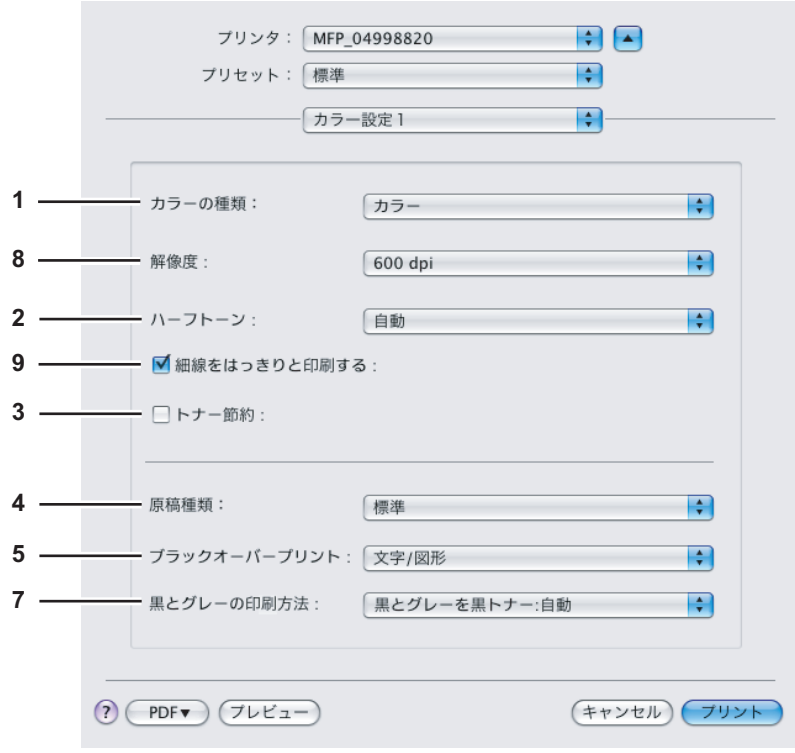 プリンタ： MFP_04998820
プリセット： 標準
カラー設定1
1 カラーの種類： カラー
8 解像度： 600 dpi
2 ハーフトーン： 自動
9 細線をはっきりと印刷する：
3 トナー節約：
4 原稿種類： 標準
5 ブラックオーバープリント： 文字/図形
7 黒とグレーの印刷方法： 黒とグレーを黒トナー:自動
? PDF▼ プレビュー キャンセル プリント